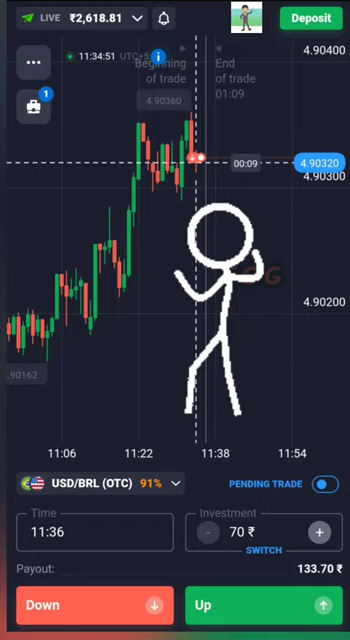 LIVE ₹2,618.81
Deposit
11:34:51 UTC+5
Beginning of trade
End of trade
01:09
1
4.90360
4.90400
00:09
4.90320
4.90300
4.90200
.90162
11:06 11:22 11:38 11:54
USD/BRL (OTC) 91%
PENDING TRADE
Time
11:36
Investment
- 70 ₹ +
SWITCH
Payout: 133.70 ₹
Down
Up